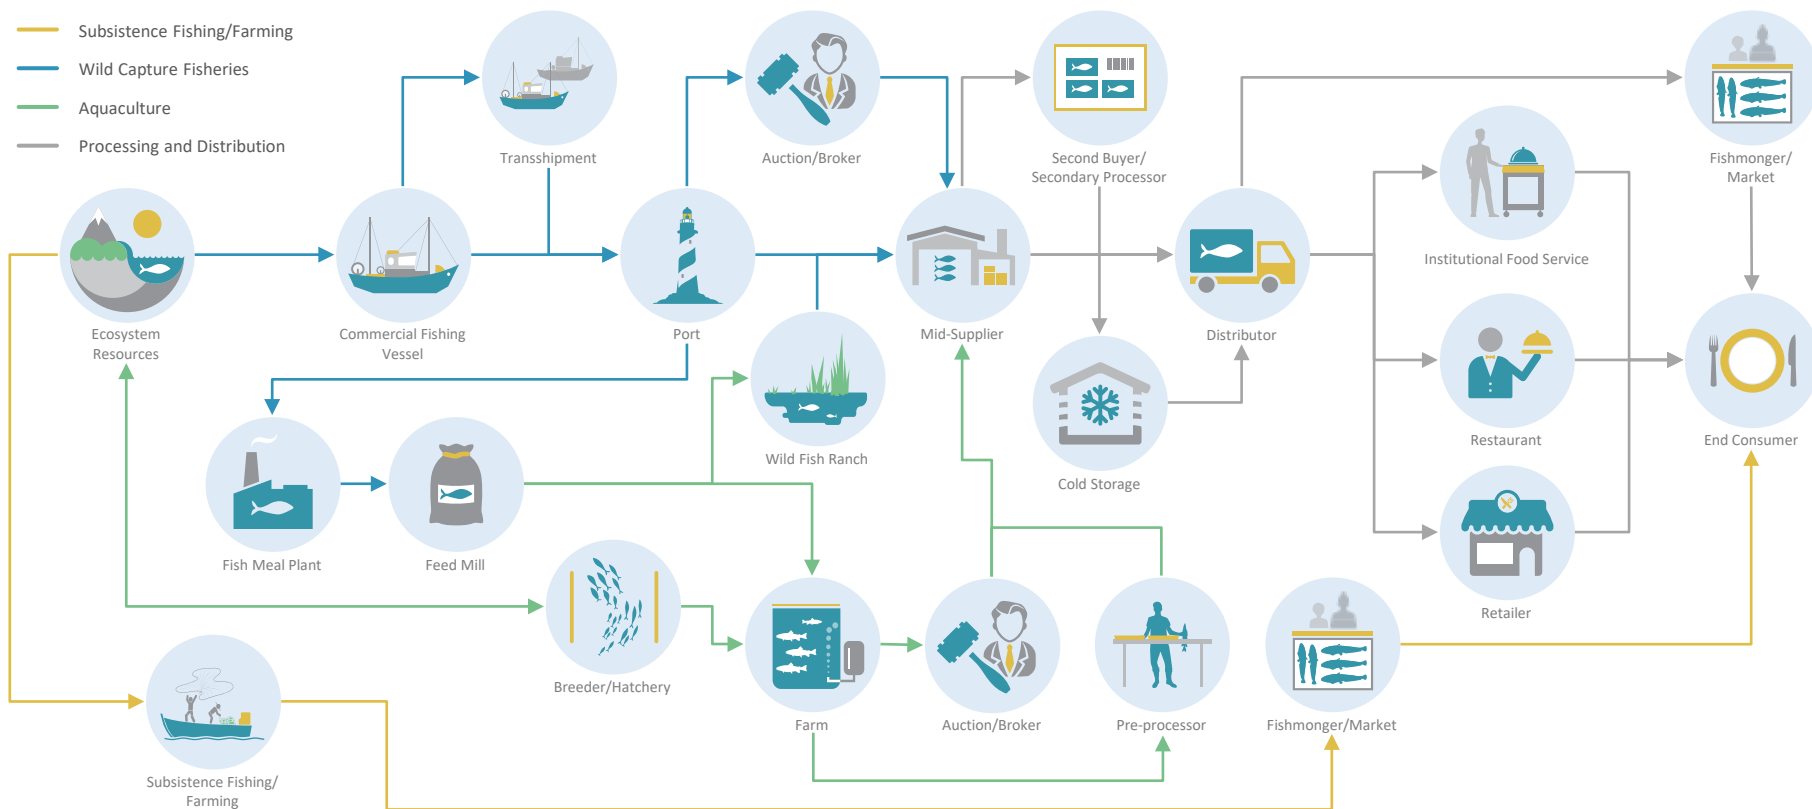 Subsistence Fishing/Farming
Wild Capture Fisheries
Aquaculture
Processing and Distribution
Transshipment
Auction/Broker
Second Buyer/
Secondary Processor
Fishmonger/
Market
Ecosystem
Resources
Commercial Fishing
Vessel
Port
Mid-Supplier
Distributor
Institutional Food Service
Wild Fish Ranch
Cold Storage
Restaurant
End Consumer
Fish Meal Plant
Feed Mill
Retailer
Breeder/Hatchery
Farm
Auction/Broker
Pre-processor
Fishmonger/Market
Subsistence Fishing/
Farming